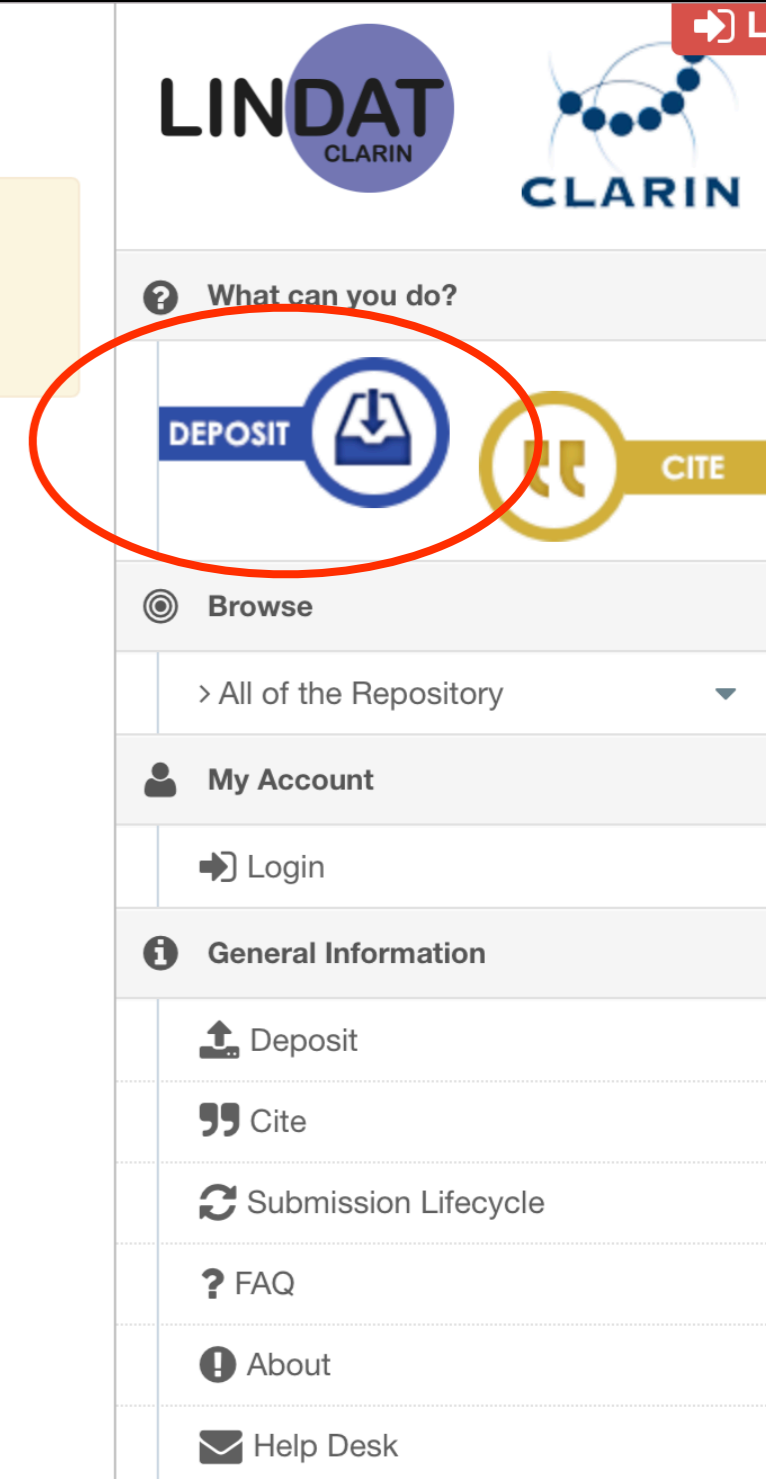 L
LINDAT
CLARIN
CLARIN
What can you do?
DEPOSIT
CITE
Browse
> All of the Repository
My Account
Login
General Information
Deposit
Cite
Submission Lifecycle
? FAQ
About
Help Desk